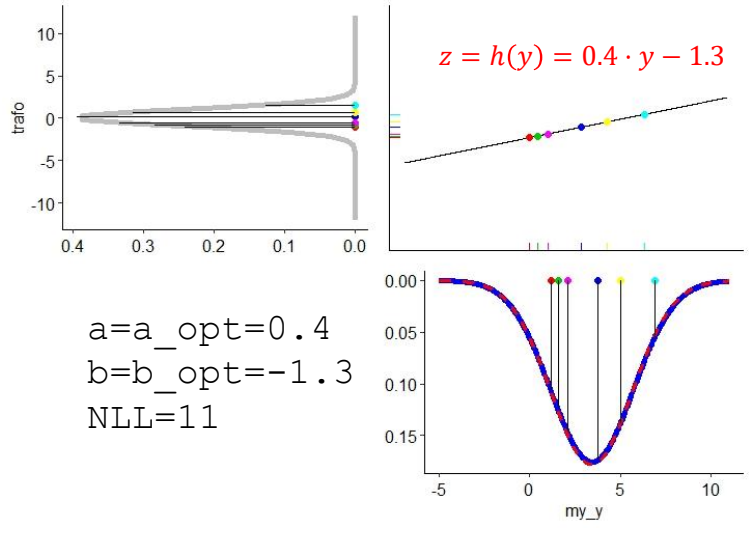 z = h(y) = 0.4 · y − 1.3
10
5
0
-5
-10
trafo
0.4 0.3 0.2 0.1 0.0
a=a_opt=0.4
b=b_opt=-1.3
NLL=11
0.00
0.05
0.10
0.15
-5 0 5 10
my_y